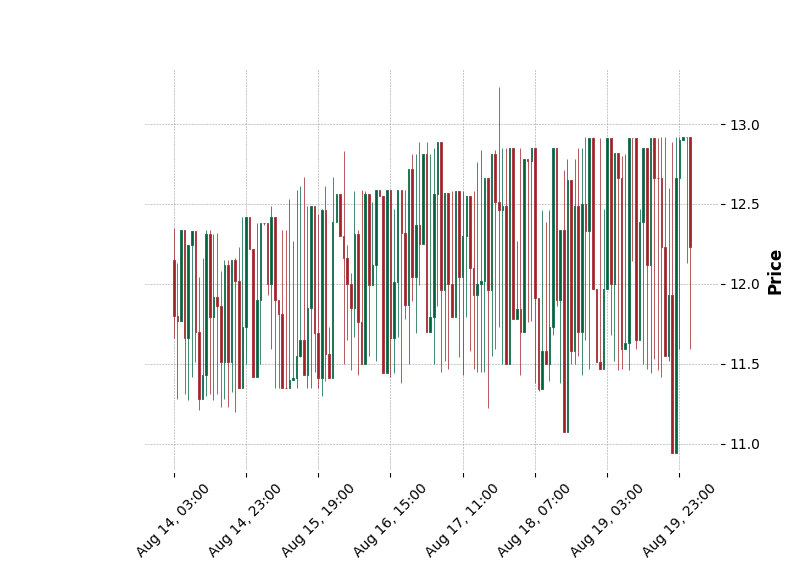 13.0
12.5
12.0
11.5
11.0
Price
Aug 14, 03:00
Aug 14, 23:00
Aug 15, 19:00
Aug 16, 15:00
Aug 17, 11:00
Aug 18, 07:00
Aug 19, 03:00
Aug 19, 23:00